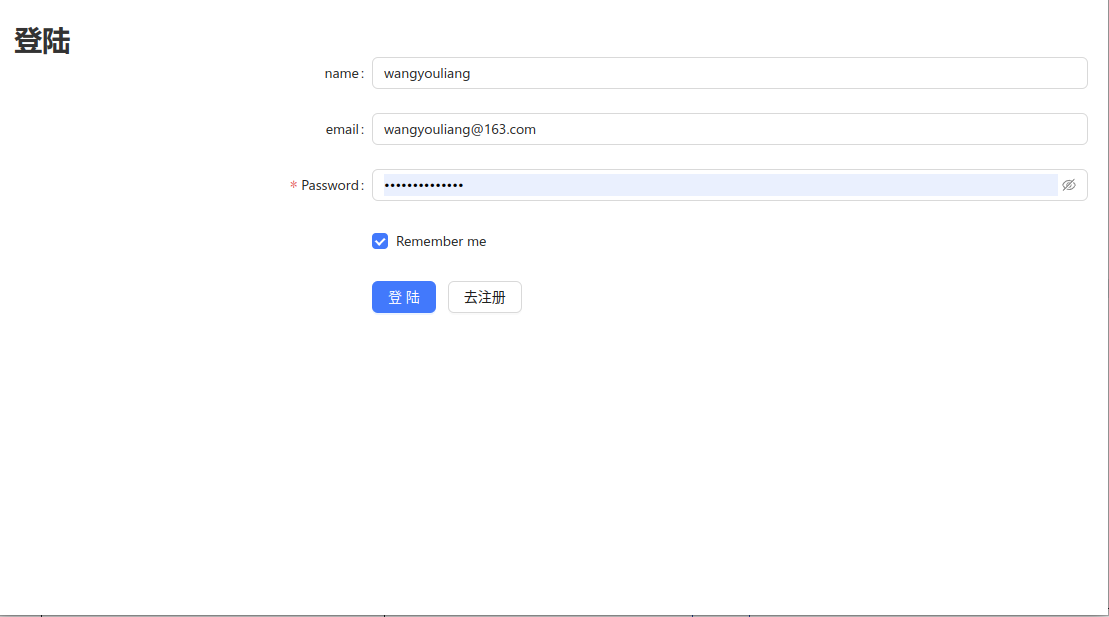 登陆
name: wangyouliang
email: wangyouliang@163.com
* Password: ••••••••••••••
Remember me
登 陆 去注册